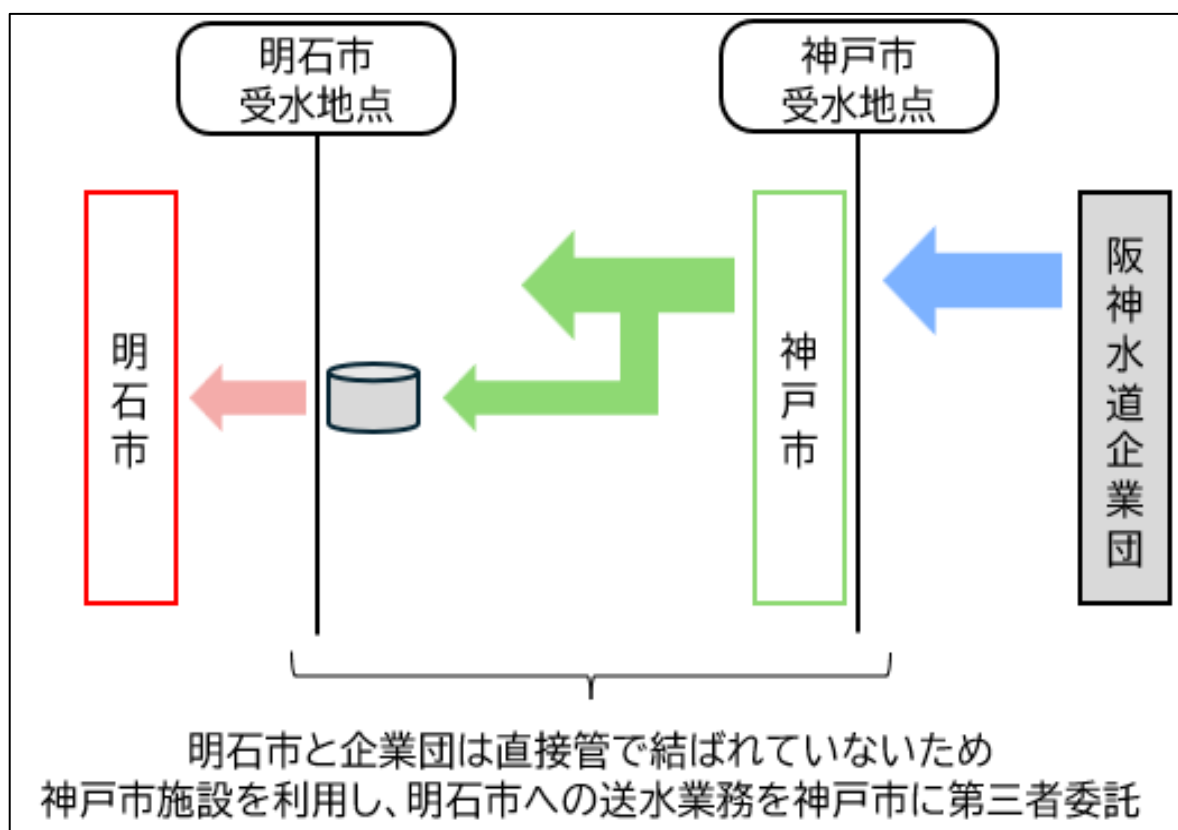 明石市
受水地点
神戸市
受水地点
明石市
神戸市
阪神水道企業団
明石市と企業団は直接管で結ばれていないため
神戸市施設を利用し、明石市への送水業務を神戸市に第三者委託